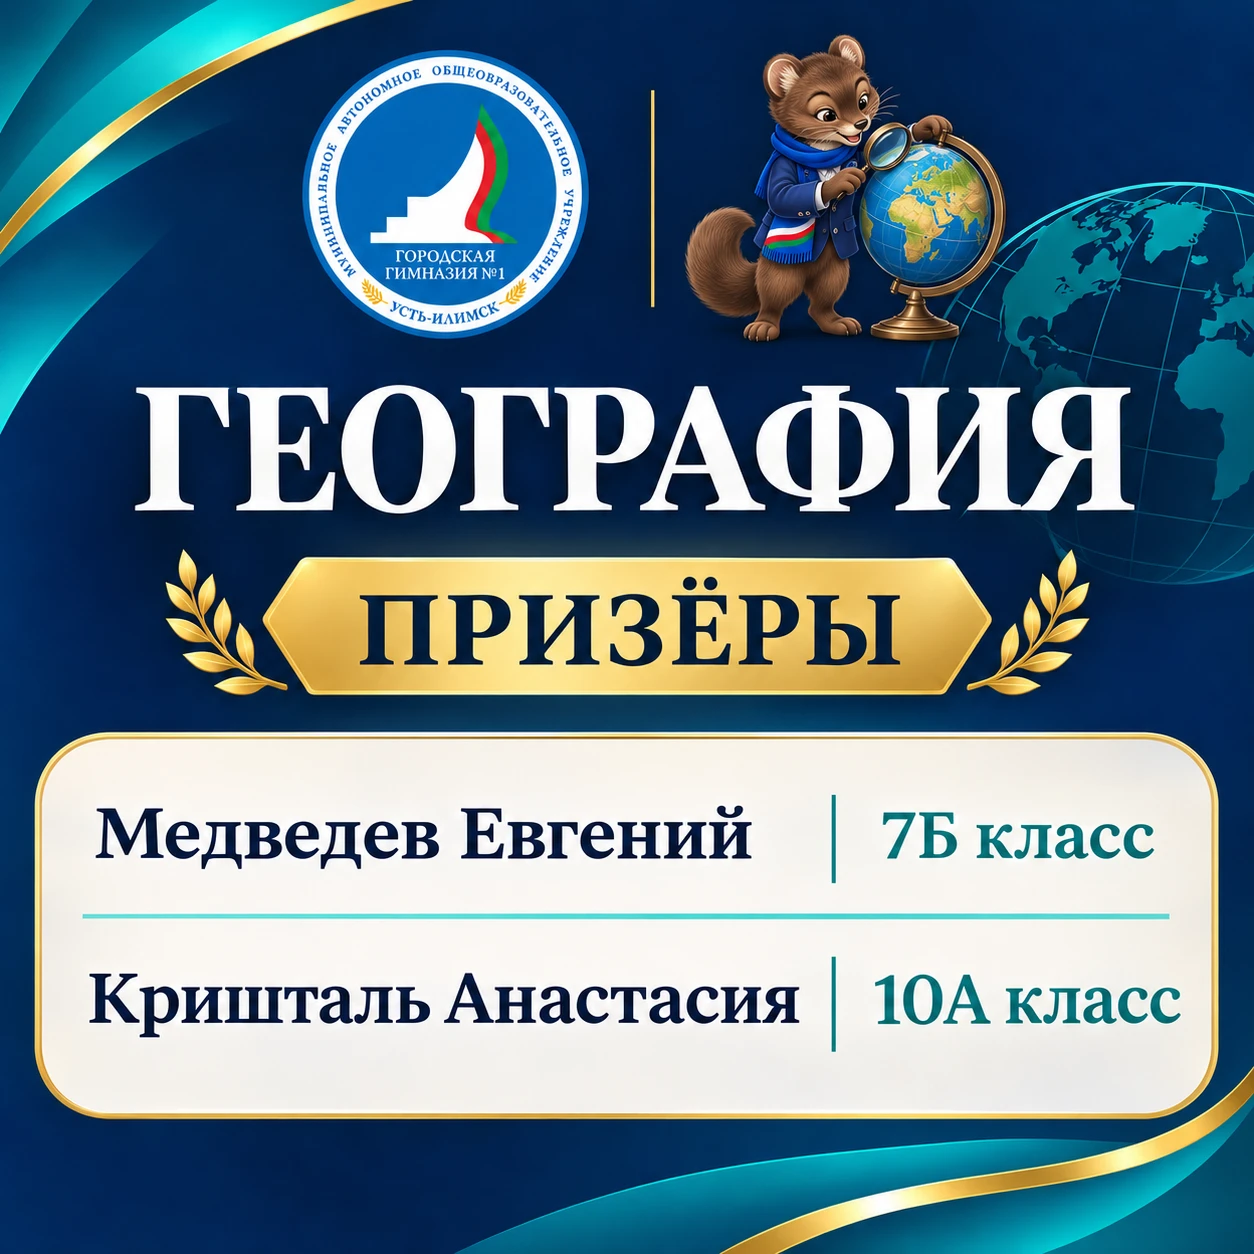 МУНИЦИПАЛЬНОЕ АВТОНОМНОЕ ОБЩЕОБРАЗОВАТЕЛЬНОЕ УЧРЕЖДЕНИЕ
ГОРОДСКАЯ
ГИМНАЗИЯ №1
УСТЬ-ИЛИМСК
ГЕОГРАФИЯ
ПРИЗЁРЫ
Медведев Евгений 7Б класс
Кришталь Анастасия 10А класс